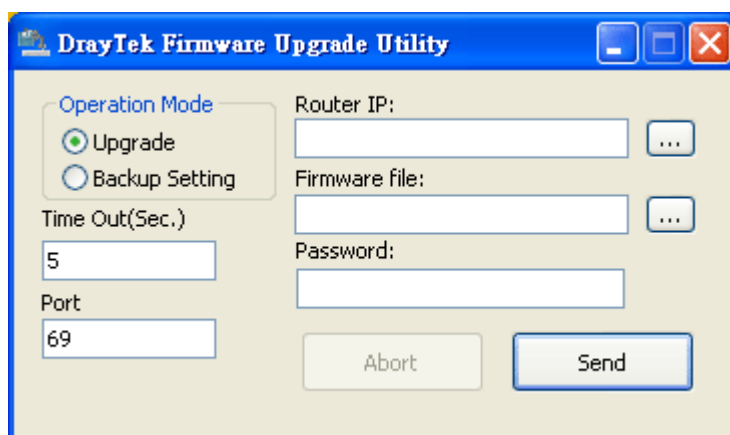 DrayTek Firmware Upgrade Utility
Operation Mode
Upgrade
Backup Setting
Time Out(Sec.)
5
Port
69
Router IP:
...
Firmware file:
...
Password:
Abort
Send